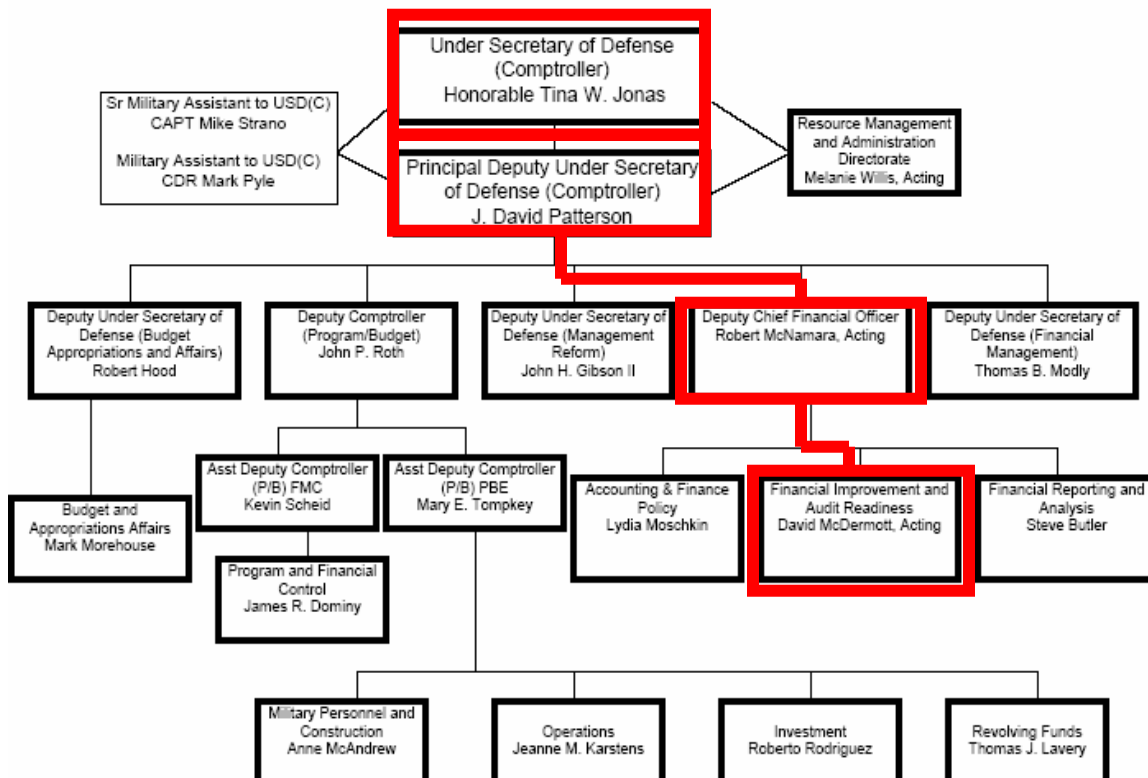 Under Secretary of Defense
(Comptroller)
Honorable Tina W. Jonas
Sr Military Assistant to USD(C)
CAPT Mike Strano
Military Assistant to USD(C)
CDR Mark Pyle
Resource Management
and Administration
Directorate
Melanie Willis, Acting
Principal Deputy Under Secretary
of Defense (Comptroller)
J. David Patterson
Deputy Under Secretary of
Defense (Budget
Appropriations and Affairs)
Robert Hood
Deputy Comptroller
(Program/Budget)
John P. Roth
Deputy Under Secretary of
Defense (Management
Reform)
John H. Gibson II
Deputy Chief Financial Officer
Robert McNamara, Acting
Deputy Under Secretary of
Defense (Financial
Management)
Thomas B. Modly
Budget and
Appropriations Affairs
Mark Morehouse
Asst Deputy Comptroller
(P/B) FMC
Kevin Scheid
Asst Deputy Comptroller
(P/B) PBE
Mary E. Tompkey
Accounting & Finance
Policy
Lydia Moschkin
Financial Improvement and
Audit Readiness
David McDermott, Acting
Financial Reporting and
Analysis
Steve Butler
Program and Financial
Control
James R. Dominy
Military Personnel and
Construction
Anne McAndrew
Operations
Jeanne M. Karstens
Investment
Roberto Rodriguez
Revolving Funds
Thomas J. Lavery